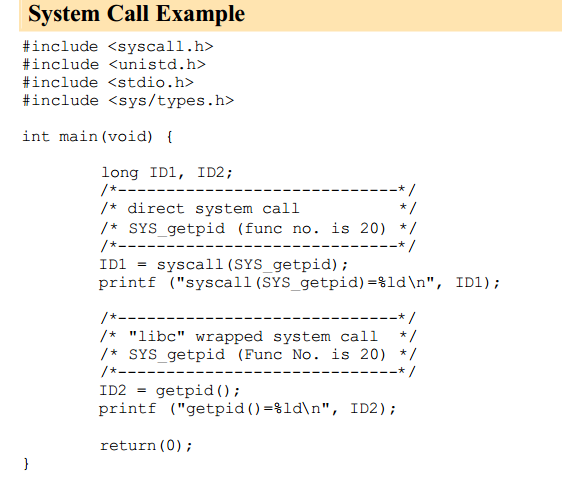 System Call Example
#include <syscall.h>
#include <unistd.h>
#include <stdio.h>
#include <sys/types.h>
int main(void) {
long ID1, ID2;
/*-----------------------------*/
/* direct system call */
/* SYS_getpid (func no. is 20) */
/*-----------------------------*/
ID1 = syscall(SYS_getpid);
printf ("syscall(SYS_getpid)=%ld\n", ID1);
/*-----------------------------*/
/* "libc" wrapped system call */
/* SYS_getpid (Func No. is 20) */
/*-----------------------------*/
ID2 = getpid();
printf ("getpid()=%ld\n", ID2);
return(0);
}